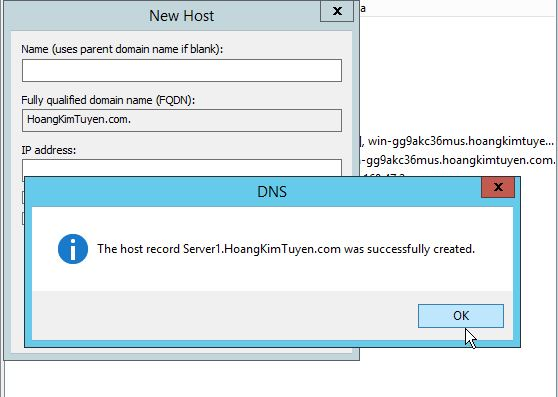 New Host
x
a
Name (uses parent domain name if blank):
Fully qualified domain name (FQDN):
HoangKimTuyen.com.
], win-gg9akc36mus.hoangkimtuye...
IP address:
-gg9akc36mus.hoangkimtuyen.com.
DNS
x
The host record Server1.HoangKimTuyen.com was successfully created.
OK